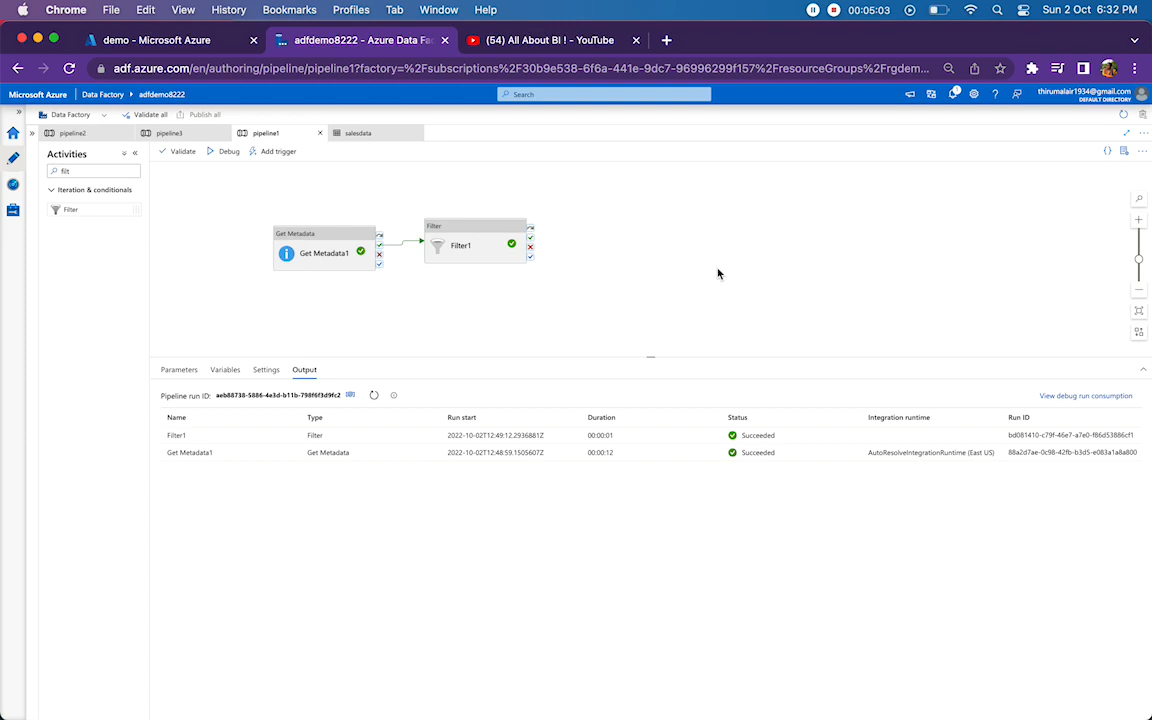 Chrome File Edit View History Bookmarks Profiles Tab Window Help 00:05:03 Sun 2 Oct 6:32 PM
demo - Microsoft Azure adfdemo8222 - Azure Data Fa (54) All About BI ! - YouTube
adf.azure.com/en/authoring/pipeline/pipeline1?factory=%2Fsubscriptions%2F30b9e538-6f6a-441e-9dc7-96996299f157%2FresourceGroups%2Frgdem...
Microsoft Azure Data Factory adfdemo8222 Search 1 thirumalair1934@gmail.com
DEFAULT DIRECTORY
Data Factory Validate all Publish all
pipeline2 pipeline3 pipeline1 salesdata
Activities Validate Debug Add trigger
filt
Iteration & conditionals
Filter
Get Metadata
Get Metadata1
Filter
Filter1
Parameters Variables Settings Output
Pipeline run ID: aeb88738-5886-4e3d-b11b-798f6f3d9fc2 View debug run consumption
Name Type Run start Duration Status Integration runtime Run ID
Filter1 Filter 2022-10-02T12:49:12.2936881Z 00:00:01 Succeeded bd081410-c79f-46e7-a7e0-f86d53886cf1
Get Metadata1 Get Metadata 2022-10-02T12:48:59.1505607Z 00:00:12 Succeeded AutoResolveIntegrationRuntime (East US) 88a2d7ae-0c98-42fb-b3d5-e083a1a8a800